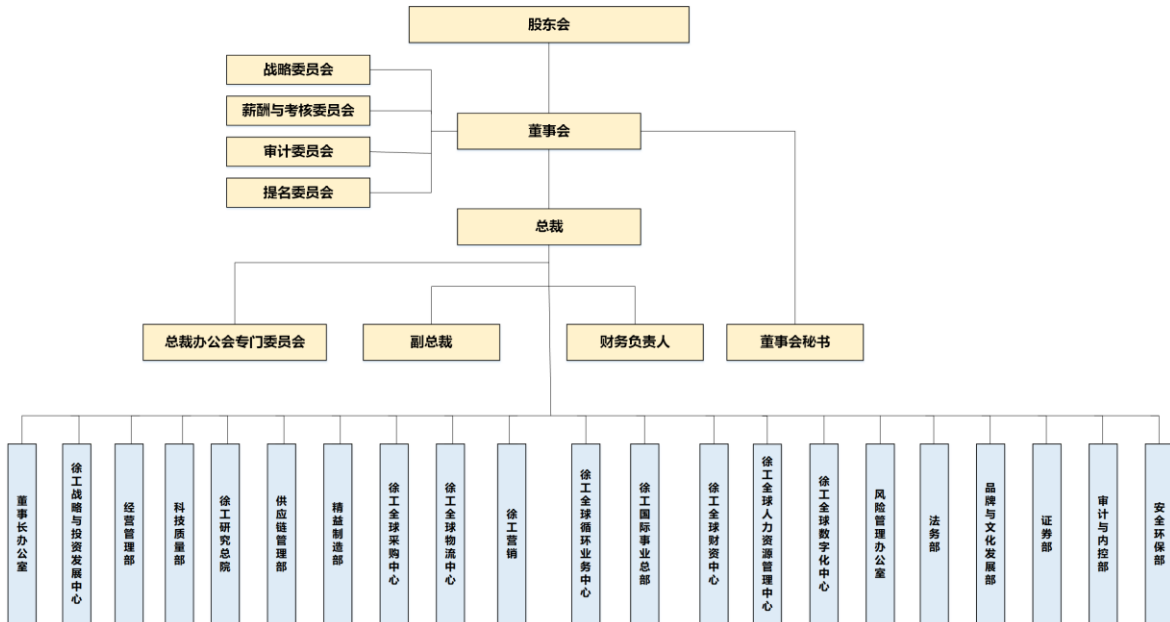 股东会
战略委员会
薪酬与考核委员会
董事会
审计委员会
提名委员会
总裁
总裁办公会专门委员会
副总裁
财务负责人
董事会秘书
董事长办公室
徐工战略与投资发展中心
经营管理部
科技质量部
徐工研究总院
供应链管理部
精益制造部
徐工全球采购中心
徐工全球物流中心
徐工营销
徐工全球循环业务中心
徐工国际事业总部
徐工全球财资中心
徐工全球人力资源管理中心
徐工全球数字化中心
风险管理办公室
法务部
品牌与文化发展部
证券部
审计与内控部
安全环保部